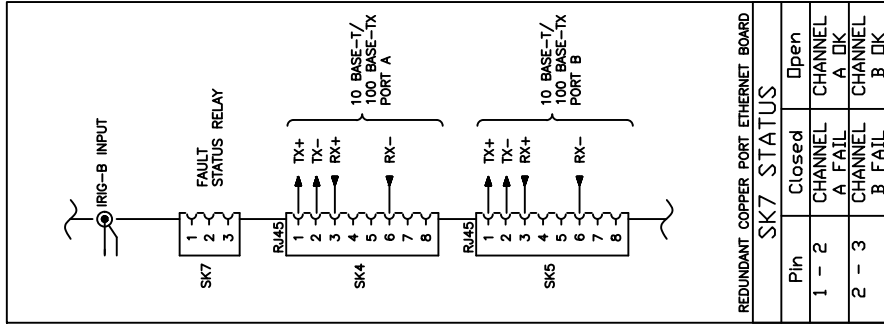 IRIG-B INPUT
1
2
3
SK7
FAULT
STATUS RELAY
RJ45
1
2
3
4
5
6
7
8
SK4
TX+
TX-
RX+
RX-
10 BASE-T/
100 BASE-TX
PORT A
RJ45
1
2
3
4
5
6
7
8
SK5
TX+
TX-
RX+
RX-
10 BASE-T/
100 BASE-TX
PORT B
REDUNDANT COPPER PORT ETHERNET BOARD
SK7 STATUS
Pin Closed Open
1 - 2 CHANNEL A FAIL CHANNEL A OK
2 - 3 CHANNEL B FAIL CHANNEL B OK